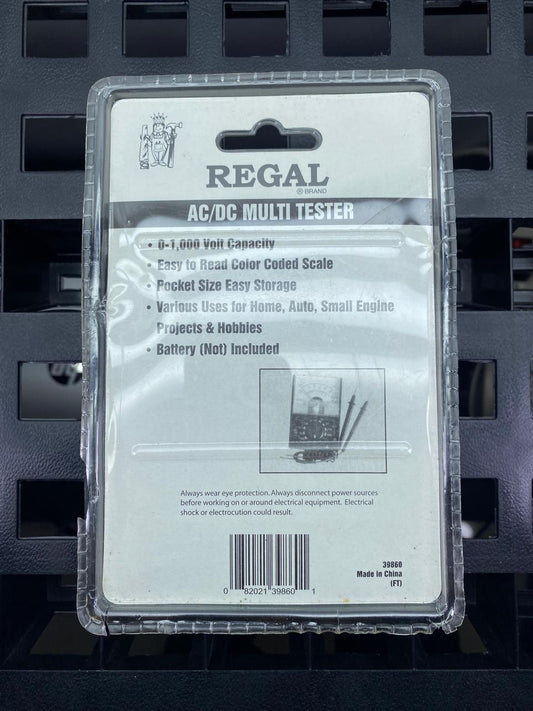 REGAL
® BRAND
AC/DC MULTI TESTER
• 0-1,000 Volt Capacity
• Easy to Read Color Coded Scale
• Pocket Size Easy Storage
• Various Uses for Home, Auto, Small Engine
Projects & Hobbies
• Battery (Not) Included
Always wear eye protection. Always disconnect power sources
before working on or around electrical equipment. Electrical
shock or electrocution could result.
39860
Made in China
(FT)
0 82021 39860 1